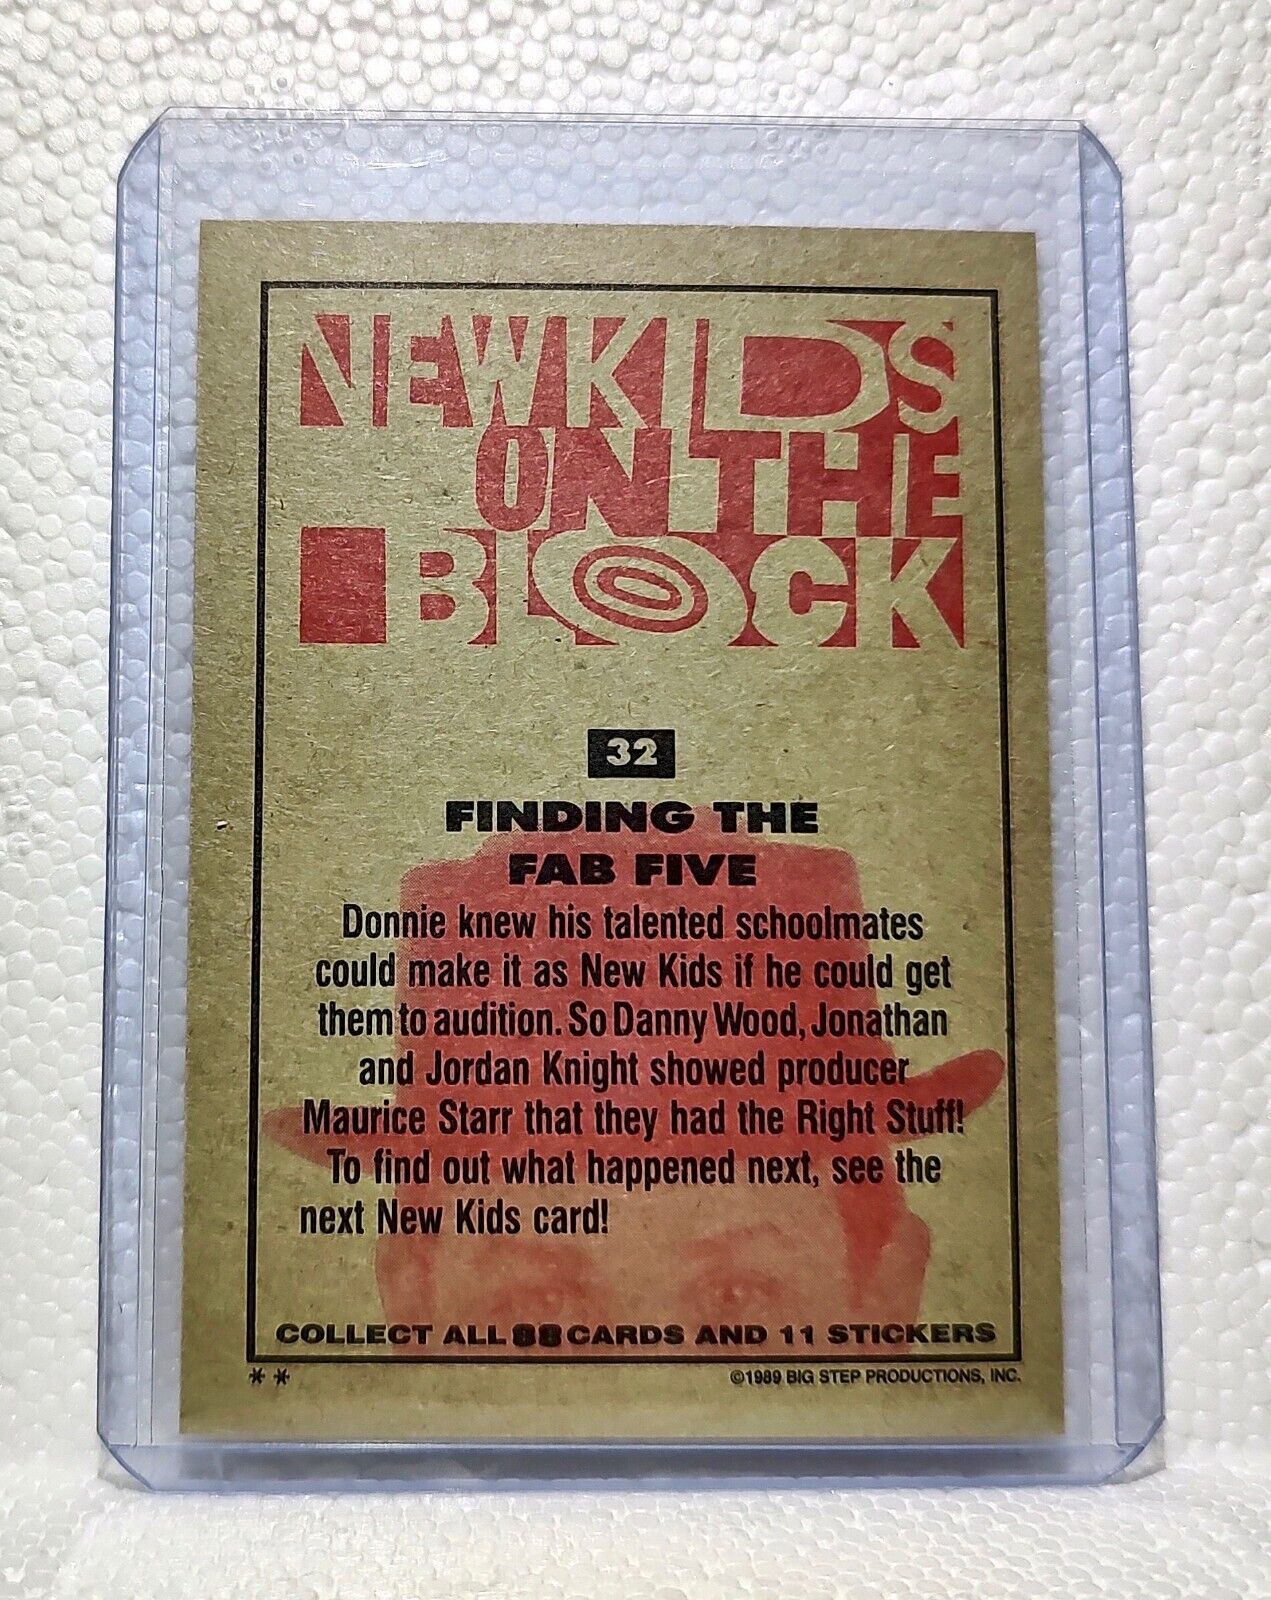 NEW KIDS
ON THE
BLOCK
32
FINDING THE
FAB FIVE
Donnie knew his talented schoolmates
could make it as New Kids if he could get
them to audition. So Danny Wood, Jonathan
and Jordan Knight showed producer
Maurice Starr that they had the Right Stuff!
To find out what happened next, see the
next New Kids card!
COLLECT ALL 88 CARDS AND 11 STICKERS
** ©1989 BIG STEP PRODUCTIONS, INC.